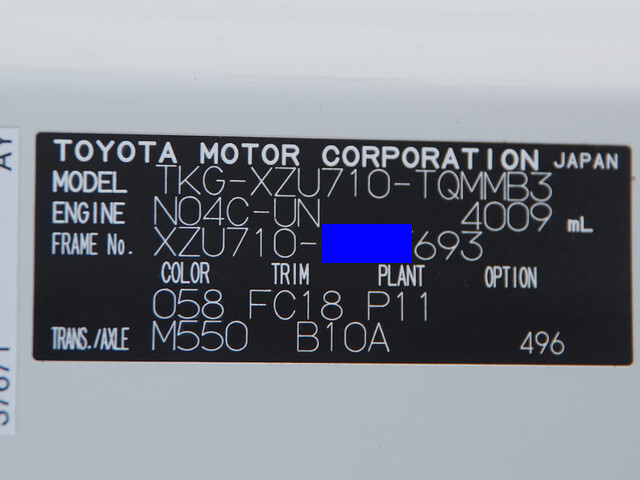 TOYOTA MOTOR CORPORATION JAPAN
MODEL TKG-XZU710-TQMMB3
ENGINE N04C-UN 4009 mL
FRAME No. XZU710- 693
COLOR TRIM PLANT OPTION
058 FC18 P11
TRANS./AXLE M550 B10A 496
AY